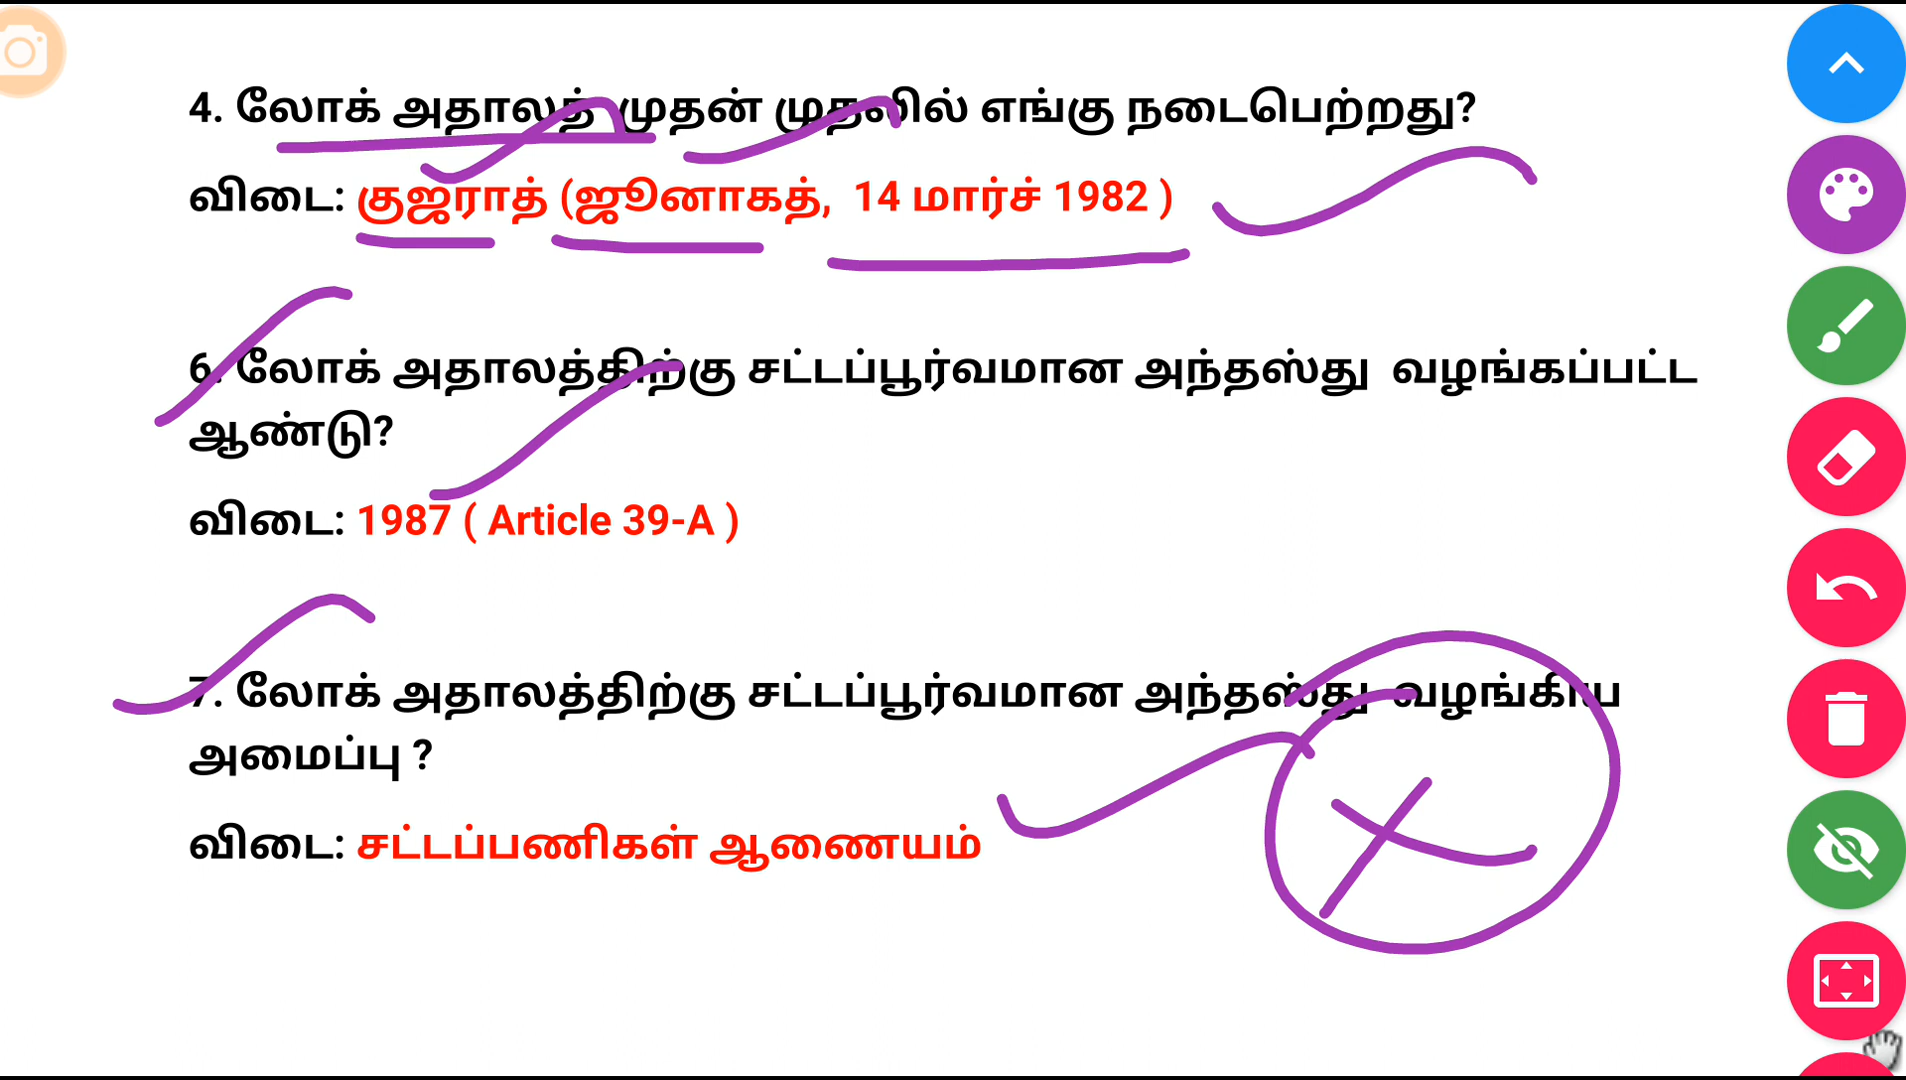 4. லோக் அதாலத் முதன் முதலில் எங்கு நடைபெற்றது?
விடை: குஜராத் (ஜூனாகத், 14 மார்ச் 1982 )
6. லோக் அதாலத்திற்கு சட்டப்பூர்வமான அந்தஸ்து வழங்கப்பட்ட
ஆண்டு?
விடை: 1987 ( Article 39-A )
7. லோக் அதாலத்திற்கு சட்டப்பூர்வமான அந்தஸ்து வழங்கிய
அமைப்பு ?
விடை: சட்டப்பணிகள் ஆணையம்